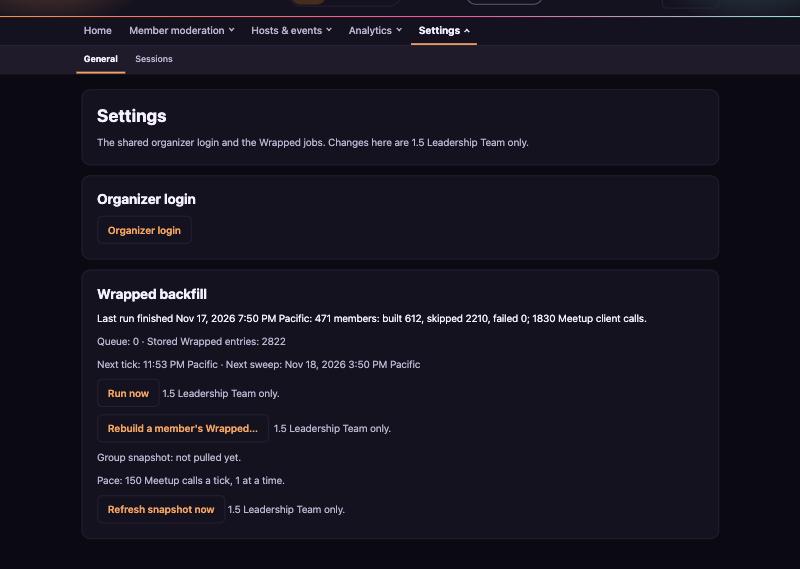 Home Member moderation Hosts & events Analytics Settings
General Sessions
Settings
The shared organizer login and the Wrapped jobs. Changes here are 1.5 Leadership Team only.
Organizer login
Organizer login
Wrapped backfill
Last run finished Nov 17, 2026 7:50 PM Pacific: 471 members: built 612, skipped 2210, failed 0; 1830 Meetup client calls.
Queue: 0 · Stored Wrapped entries: 2822
Next tick: 11:53 PM Pacific · Next sweep: Nov 18, 2026 3:50 PM Pacific
Run now 1.5 Leadership Team only.
Rebuild a member's Wrapped... 1.5 Leadership Team only.
Group snapshot: not pulled yet.
Pace: 150 Meetup calls a tick, 1 at a time.
Refresh snapshot now 1.5 Leadership Team only.